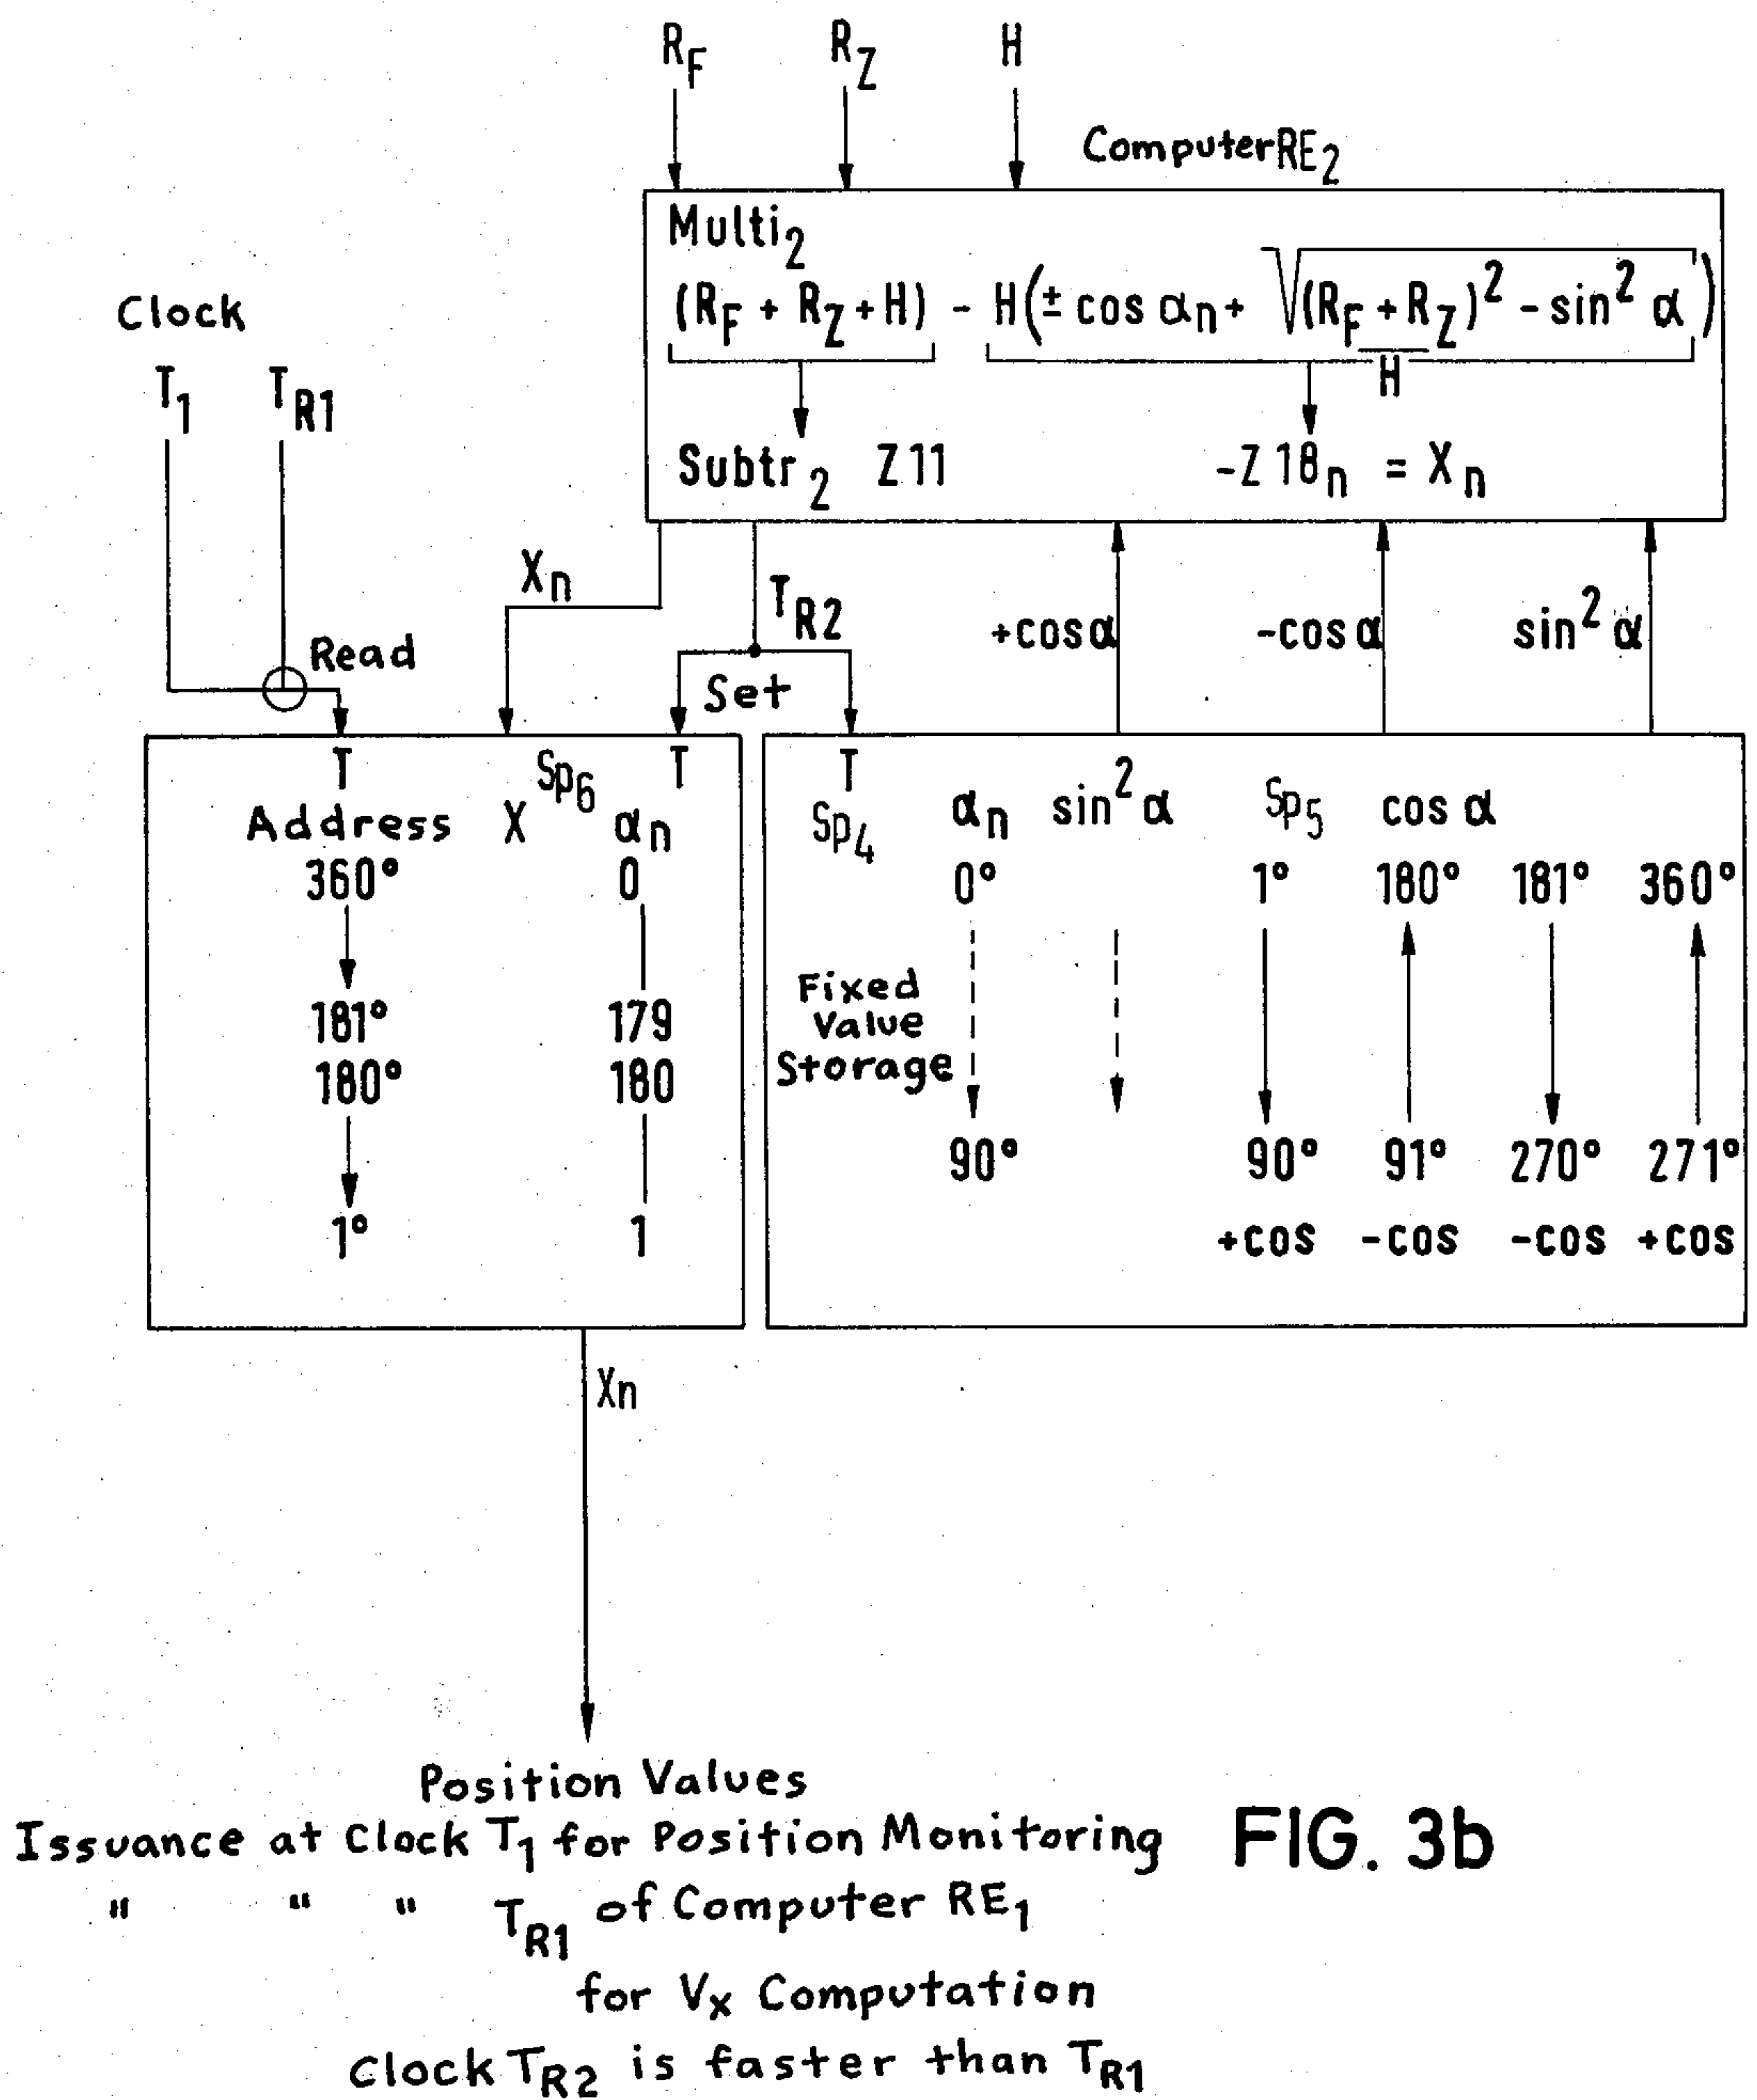 R_F R_Z H
Computer RE_2
Multi_2
(R_F + R_Z + H) - H(± cos α_n + √(R_F + R_Z)^2 - sin^2 α)
H
Subtr_2 Z11 -Z 18_n = X_n
Clock
T_1 T_R1
Read
X_n
T_R2
Set
+cosα -cosα sin^2 α
T Sp_6 T
Address X α_n
360° 0
181° 179
180° 180
1° 1
T
Sp_4 α_n sin^2 α Sp_5 cos α
0° 1° 180° 181° 360°
Fixed
Value
Storage
90° 90° 91° 270° 271°
+cos -cos -cos +cos
Xn
Position Values
Issuance at Clock T_1 for Position Monitoring
" " " T_R1 of Computer RE_1
for V_x Computation
Clock T_R2 is faster than T_R1
FIG. 3b